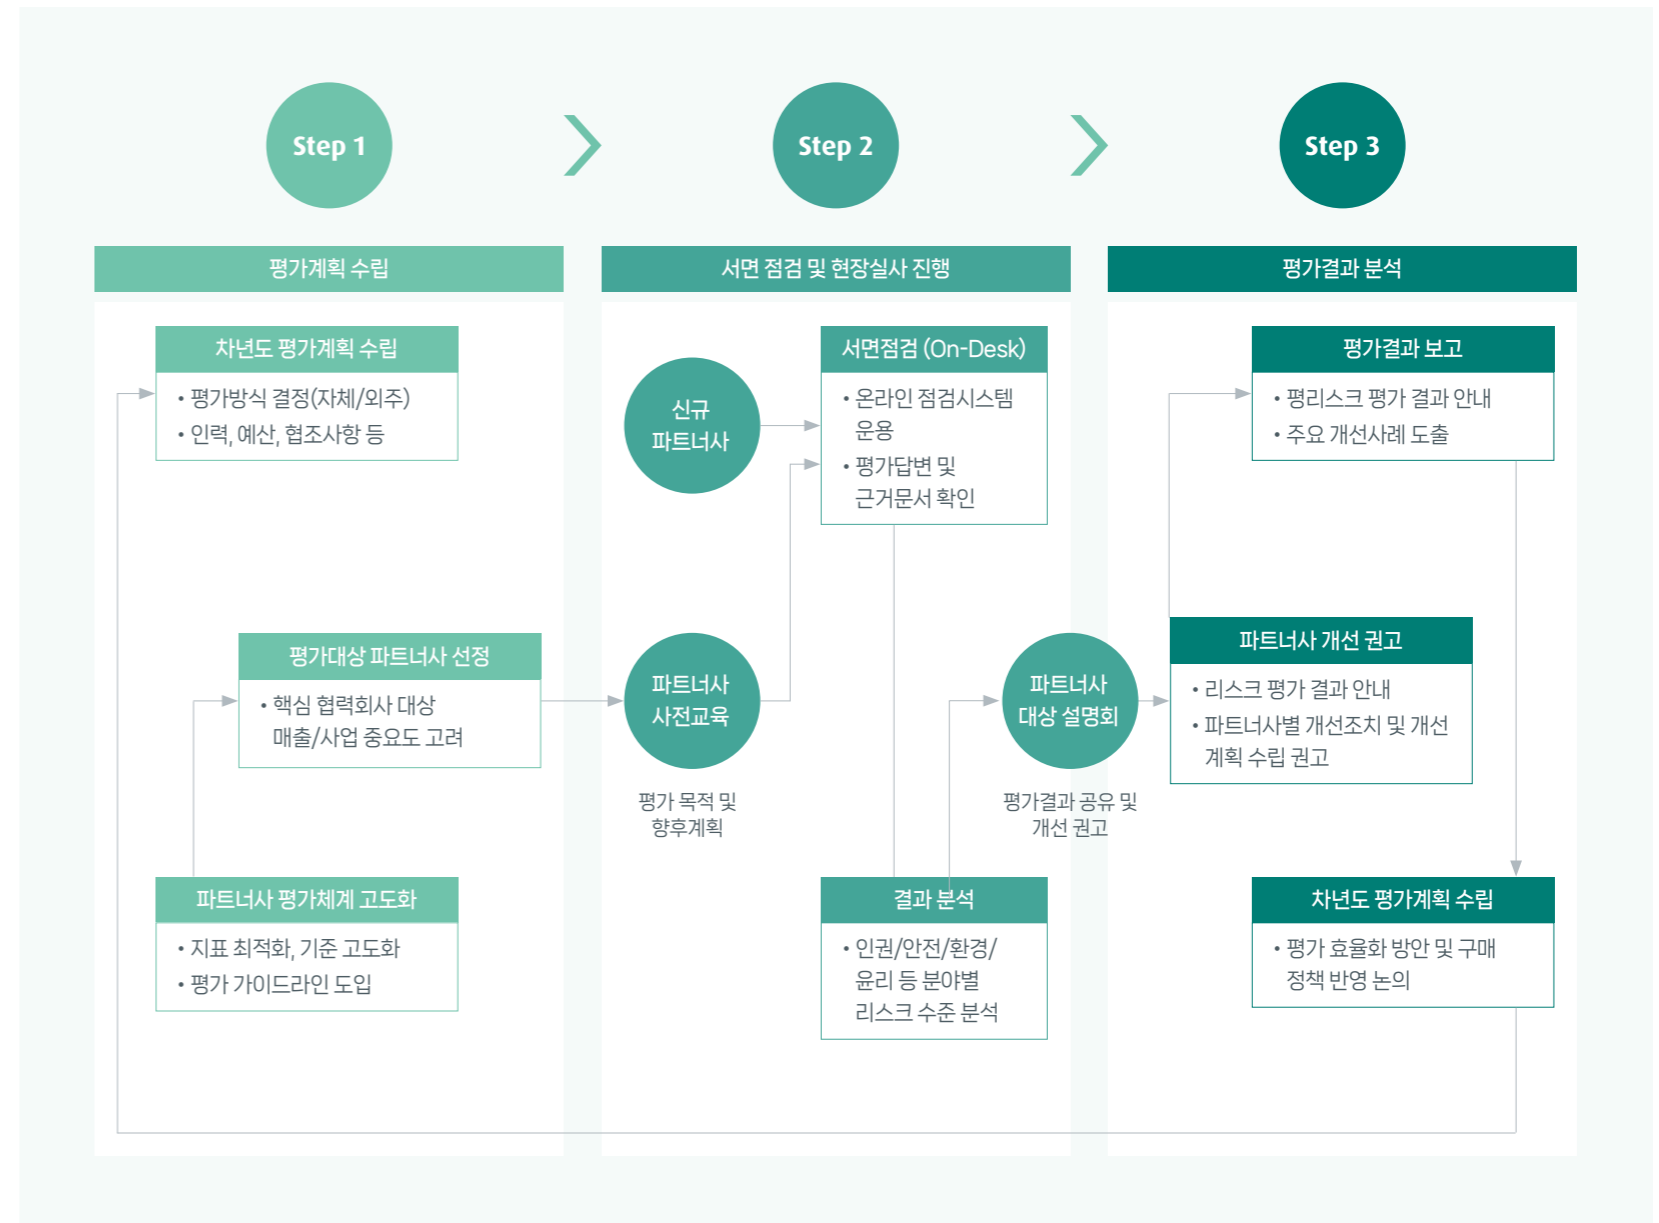 Step 1
Step 2
Step 3
평가계획 수립
차년도 평가계획 수립
• 평가방식 결정(자체/외주)
• 인력, 예산, 협조사항 등
평가대상 파트너사 선정
• 핵심 협력회사 대상
매출/사업 중요도 고려
파트너사 평가체계 고도화
• 지표 최적화, 기준 고도화
• 평가 가이드라인 도입
서면 점검 및 현장실사 진행
신규
파트너사
서면점검 (On-Desk)
• 온라인 점검시스템
운용
• 평가답변 및
근거문서 확인
파트너사
사전교육
평가 목적 및
향후계획
파트너사
대상 설명회
평가결과 공유 및
개선 권고
결과 분석
• 인권/안전/환경/
윤리 등 분야별
리스크 수준 분석
평가결과 분석
평가결과 보고
• 평리스크 평가 결과 안내
• 주요 개선사례 도출
파트너사 개선 권고
• 리스크 평가 결과 안내
• 파트너사별 개선조치 및 개선
계획 수립 권고
차년도 평가계획 수립
• 평가 효율화 방안 및 구매
정책 반영 논의